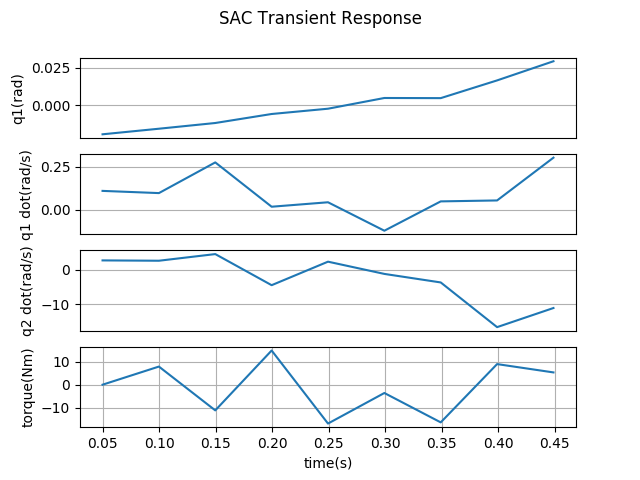 SAC Transient Response
q1(rad)
0.025
0.000
q1 dot(rad/s)
0.25
0.00
q2 dot(rad/s)
0
−10
torque(Nm)
10
0
−10
0.05 0.10 0.15 0.20 0.25 0.30 0.35 0.40 0.45
time(s)